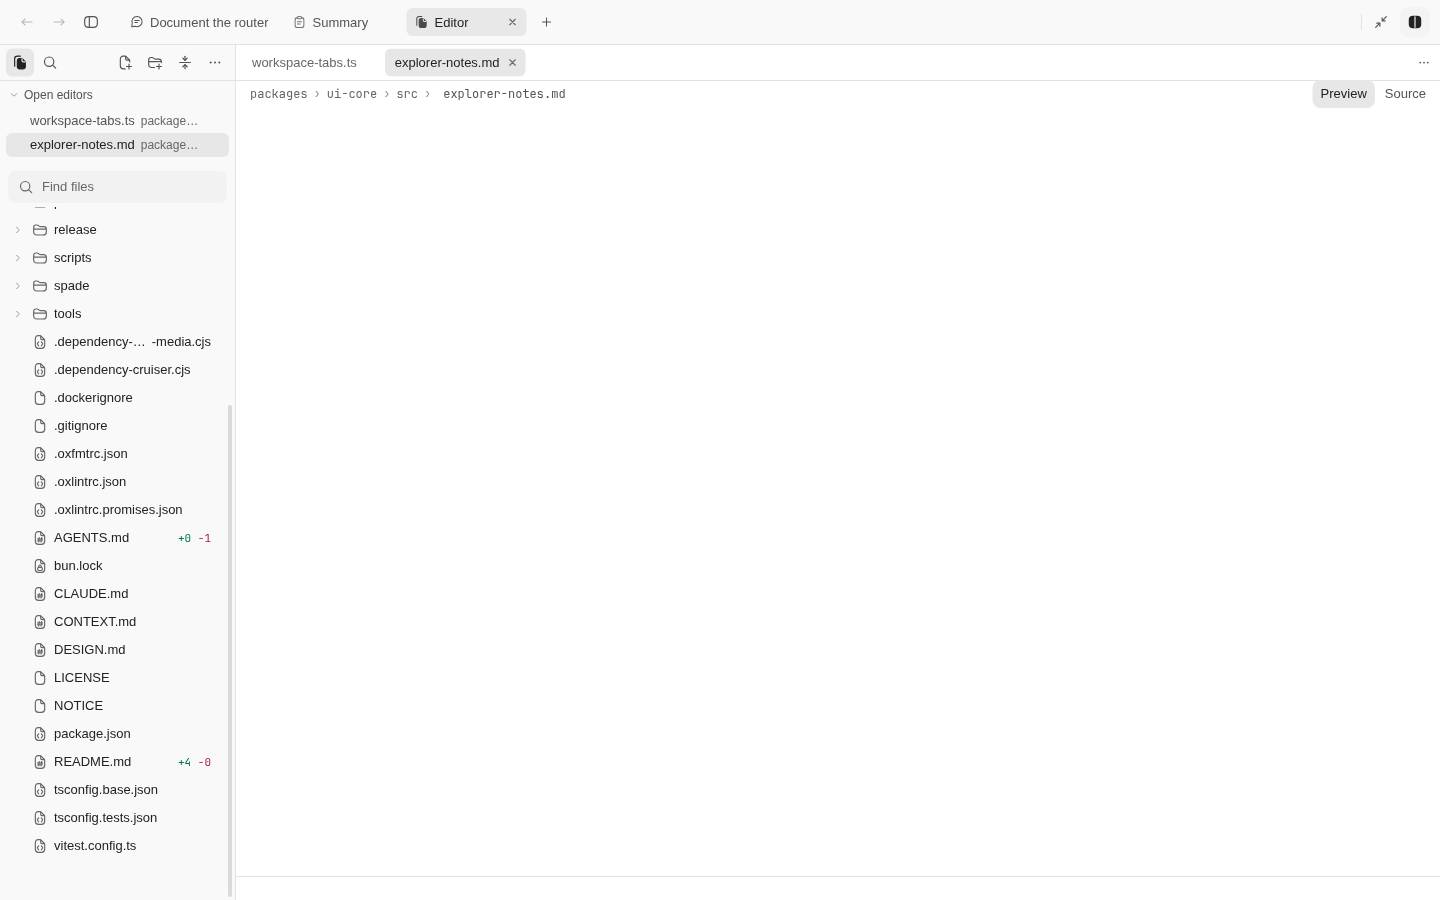 Document the router
Summary
Editor
workspace-tabs.ts
explorer-notes.md
Open editors
packages › ui-core › src › explorer-notes.md
Preview
Source
workspace-tabs.ts package…
explorer-notes.md package…
Find files
release
scripts
spade
tools
.dependency-… -media.cjs
.dependency-cruiser.cjs
.dockerignore
.gitignore
.oxfmtrc.json
.oxlintrc.json
.oxlintrc.promises.json
AGENTS.md +0 -1
bun.lock
CLAUDE.md
CONTEXT.md
DESIGN.md
LICENSE
NOTICE
package.json
README.md +4 -0
tsconfig.base.json
tsconfig.tests.json
vitest.config.ts